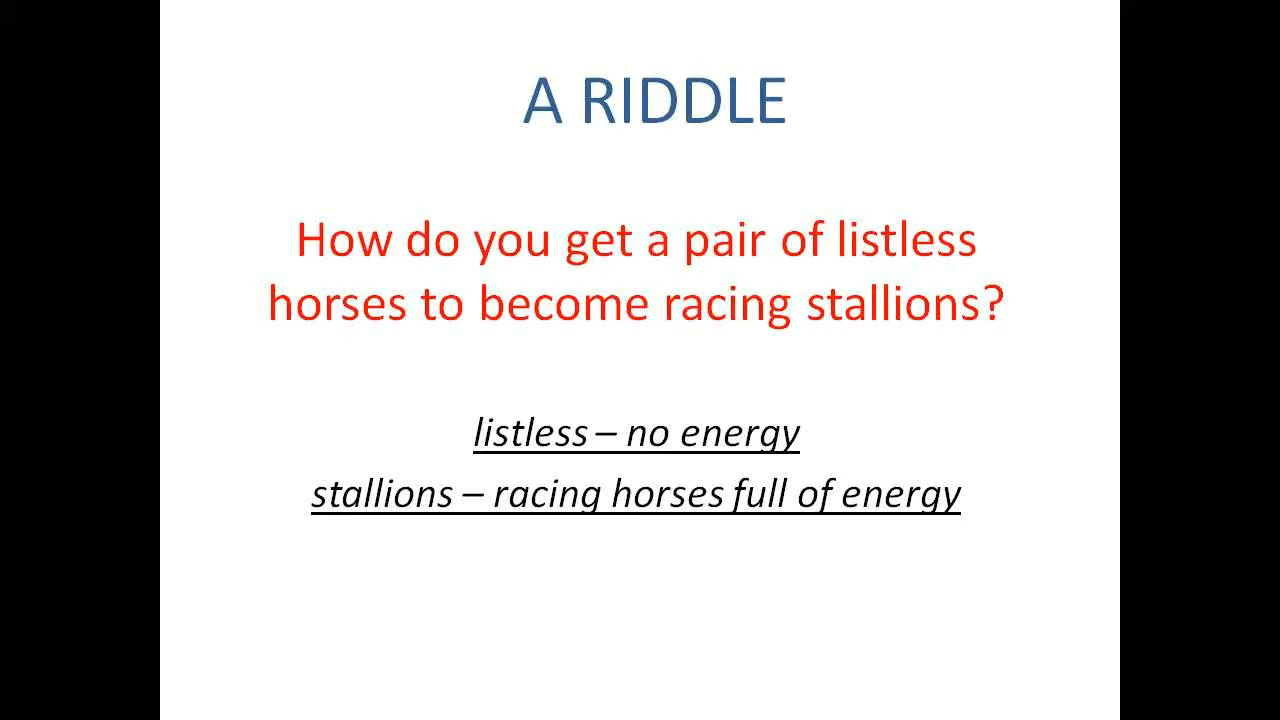 A RIDDLE
How do you get a pair of listless
horses to become racing stallions?
listless – no energy
stallions – racing horses full of energy